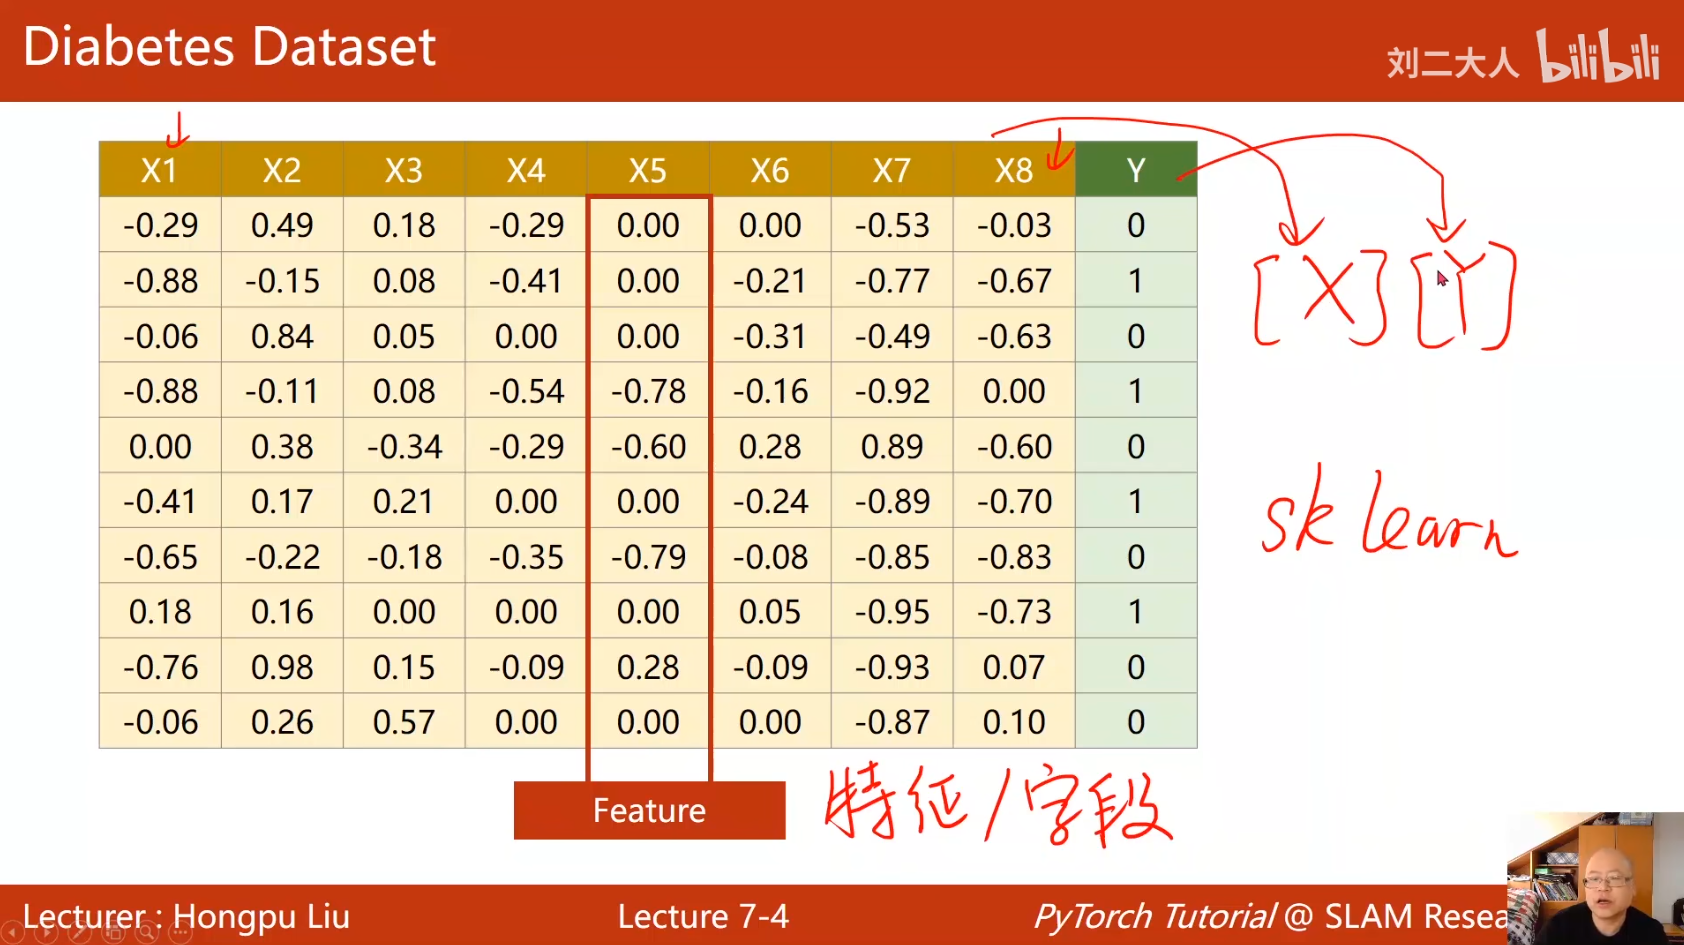 Diabetes Dataset
刘二大人 bilibili
X1 X2 X3 X4 X5 X6 X7 X8 Y
-0.29 0.49 0.18 -0.29 0.00 0.00 -0.53 -0.03 0
-0.88 -0.15 0.08 -0.41 0.00 -0.21 -0.77 -0.67 1
-0.06 0.84 0.05 0.00 0.00 -0.31 -0.49 -0.63 0
-0.88 -0.11 0.08 -0.54 -0.78 -0.16 -0.92 0.00 1
0.00 0.38 -0.34 -0.29 -0.60 0.28 0.89 -0.60 0
-0.41 0.17 0.21 0.00 0.00 -0.24 -0.89 -0.70 1
-0.65 -0.22 -0.18 -0.35 -0.79 -0.08 -0.85 -0.83 0
0.18 0.16 0.00 0.00 0.00 0.05 -0.95 -0.73 1
-0.76 0.98 0.15 -0.09 0.28 -0.09 -0.93 0.07 0
-0.06 0.26 0.57 0.00 0.00 0.00 -0.87 0.10 0
[X] [Y]
sk learn
Feature
特征/字段
Lecturer : Hongpu Liu
Lecture 7-4
PyTorch Tutorial @ SLAM Resea